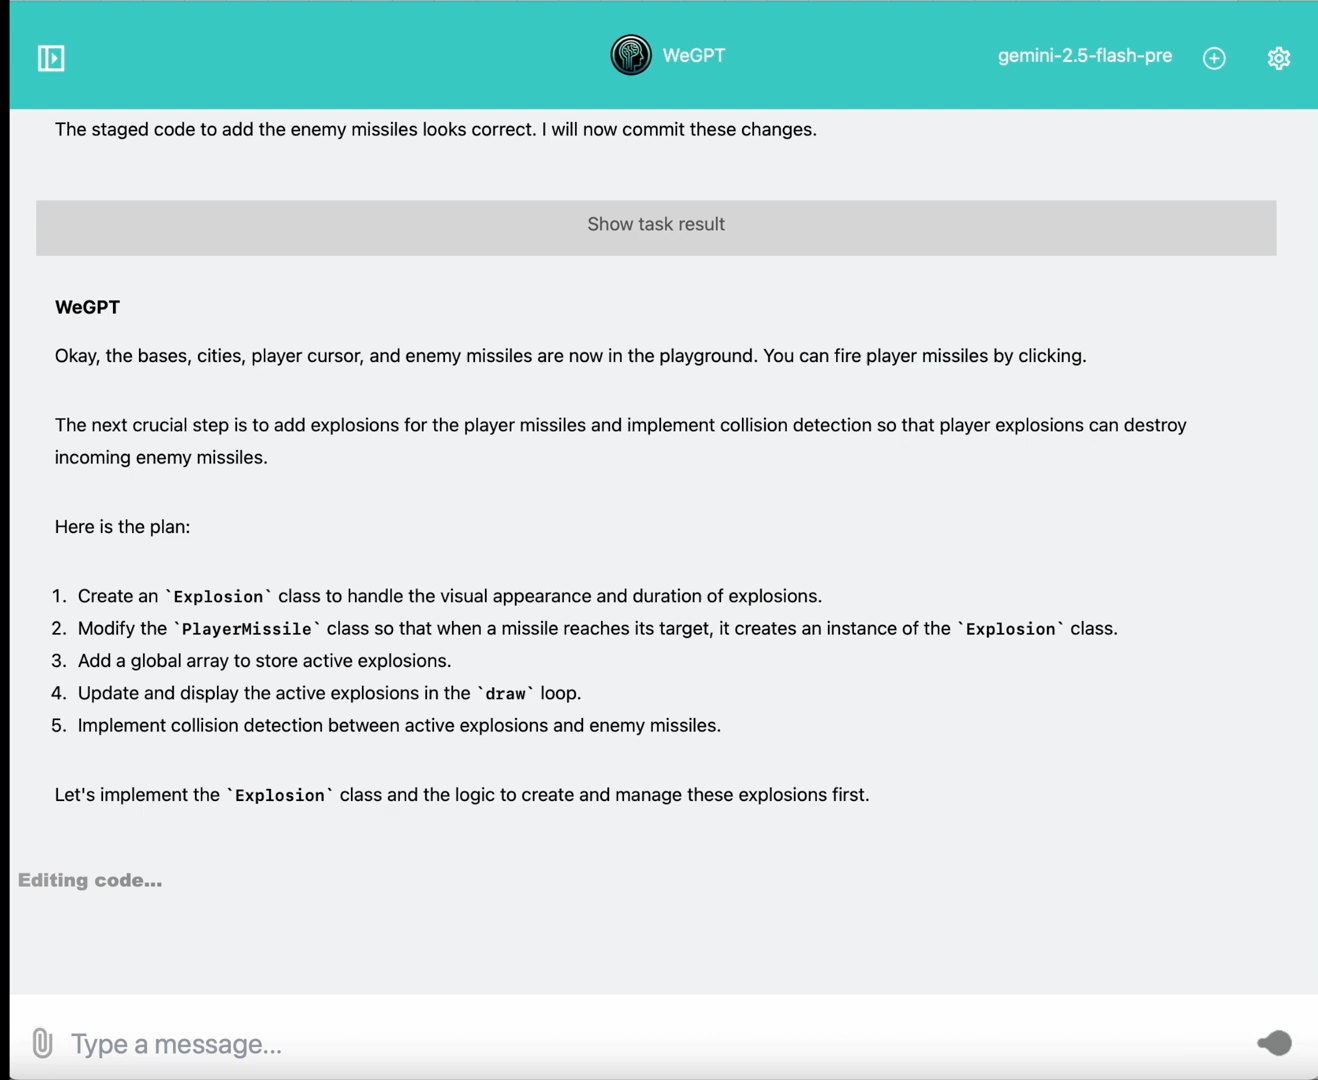 WeGPT
gemini-2.5-flash-pre
The staged code to add the enemy missiles looks correct. I will now commit these changes.
Show task result
WeGPT
Okay, the bases, cities, player cursor, and enemy missiles are now in the playground. You can fire player missiles by clicking.
The next crucial step is to add explosions for the player missiles and implement collision detection so that player explosions can destroy
incoming enemy missiles.
Here is the plan:
1. Create an `Explosion` class to handle the visual appearance and duration of explosions.
2. Modify the `PlayerMissile` class so that when a missile reaches its target, it creates an instance of the `Explosion` class.
3. Add a global array to store active explosions.
4. Update and display the active explosions in the `draw` loop.
5. Implement collision detection between active explosions and enemy missiles.
Let's implement the `Explosion` class and the logic to create and manage these explosions first.
Editing code...
Type a message...